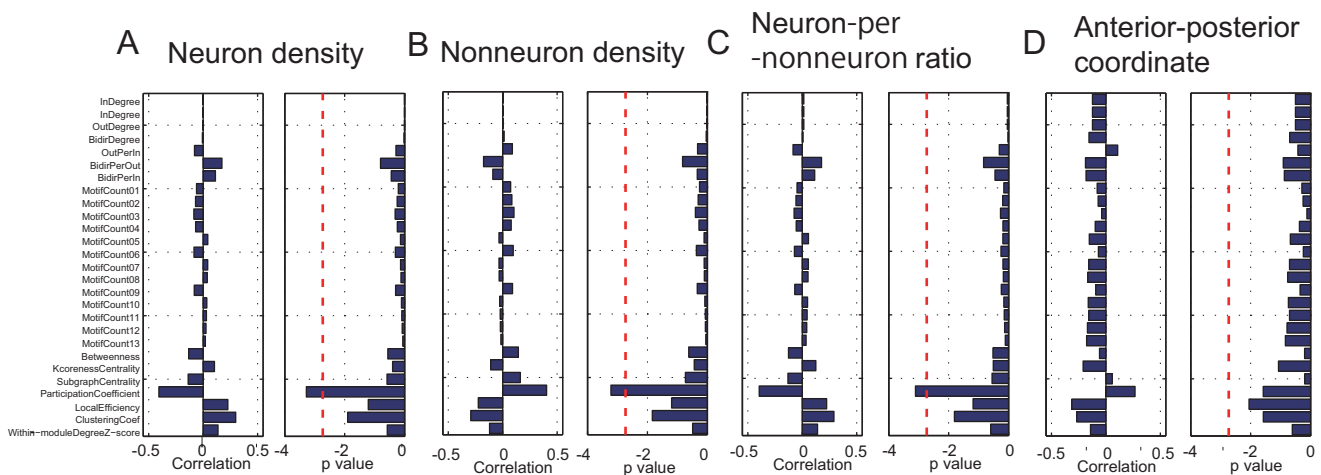 A
Neuron density
B
Nonneuron density
C
Neuron-per
-nonneuron ratio
D
Anterior-posterior
coordinate
InDegree
InDegree
OutDegree
BidirDegree
OutPerIn
BidirPerOut
BidirPerIn
MotifCount01
MotifCount02
MotifCount03
MotifCount04
MotifCount05
MotifCount06
MotifCount07
MotifCount08
MotifCount09
MotifCount10
MotifCount11
MotifCount12
MotifCount13
Betweenness
KcorenessCentrality
SubgraphCentrality
ParticipationCoefficient
LocalEfficiency
ClusteringCoef
Within-moduleDegreeZ-score
-0.5 0 0.5 -4 -2 0
Correlation p value
-0.5 0 0.5 -4 -2 0
Correlation p value
-0.5 0 0.5 -4 -2 0
Correlation p value
-0.5 0 0.5 -4 -2 0
Correlation p value